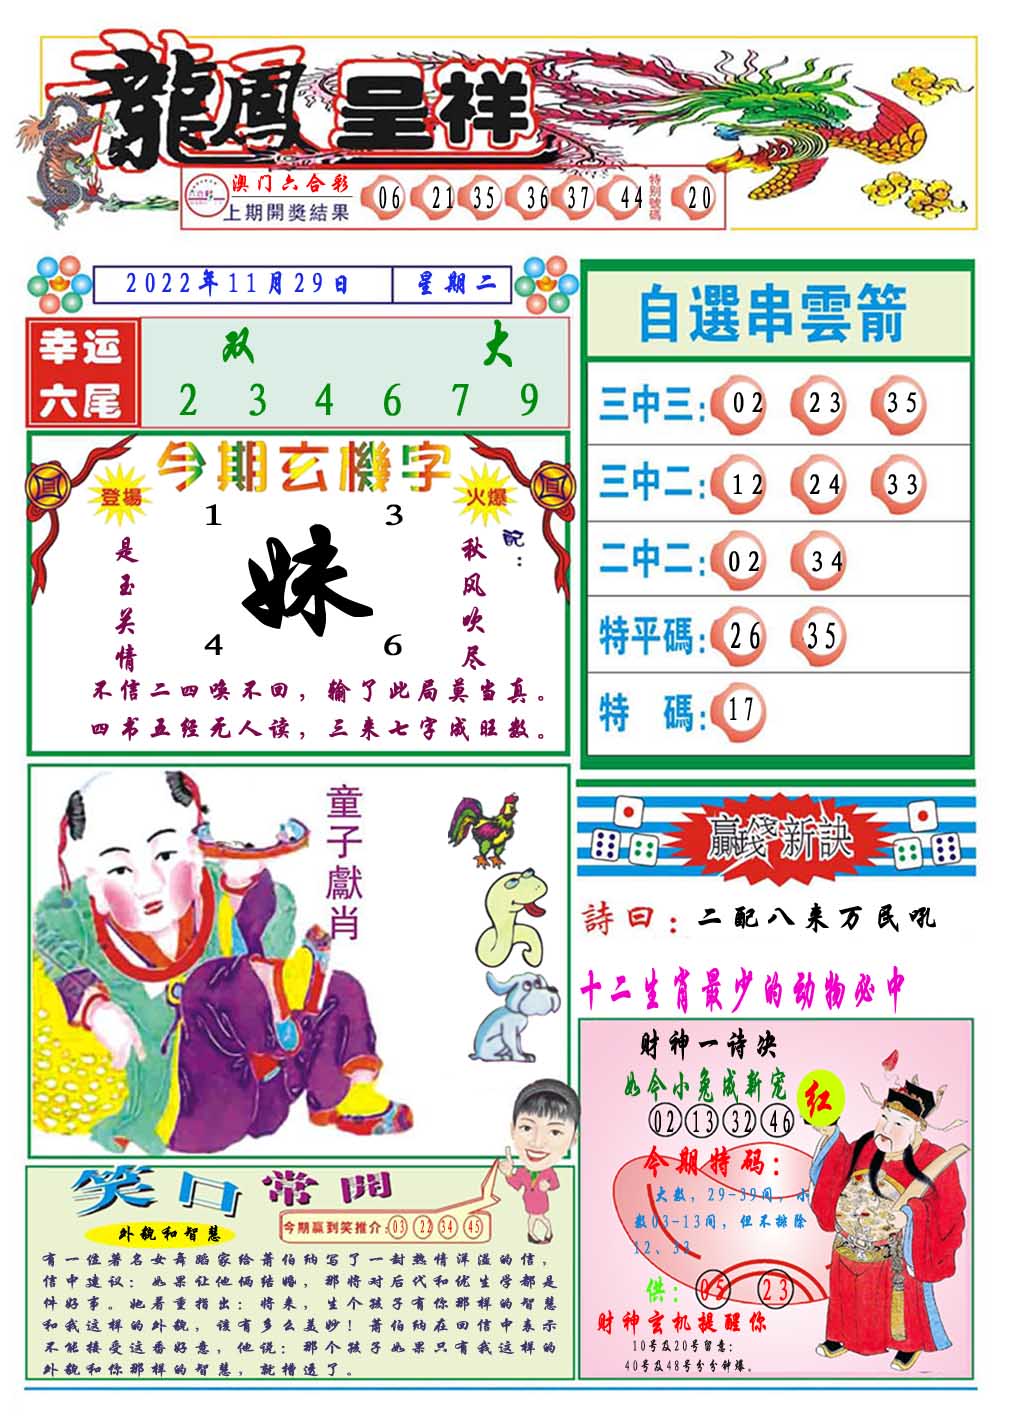 龍鳳呈祥
六合彩
澳门六合彩
上期開獎結果
06 21 35 36 37 44
特别號碼
20
2022年11月29日 星期二
幸运六尾
双 大
2 3 4 6 7 9
今期玄機字
登場
火爆
1 3
妹
4 6
是玉关情
配：
秋风吹尽
不信二四唤不回，输了此局莫当真。
四书五经无人读，三来七字成旺数。
自選串雲箭
三中三: 02 23 35
三中二: 12 24 33
二中二: 02 34
特平碼: 26 35
特碼: 17
童子獻肖
贏錢新訣
詩曰：二配八来万民吼
十二生肖最少的动物必中
财神一诗决
如今小兔成新宠
红
02 13 32 46
今期特码：
大数，29-39间，小
数03-13间，但不排除
12、33
供：05 23
财神玄机提醒你
10号及20号留意：
40号及48号分分钟爆。
笑口常開
外貌和智慧
今期贏到笑推介: 03 22 34 45
有一位著名女舞蹈家给萧伯纳写了一封热情洋溢的信，
信中建议：如果让他俩结婚，那将对后代和优生学都是
件好事。她着重指出：将来，生个孩子有你那样的智慧
和我这样的外貌，该有多么美妙！萧伯纳在回信中表示
不能接受这番好意，他说：那个孩子如果只有我这样的
外貌和你那样的智慧，就糟透了。